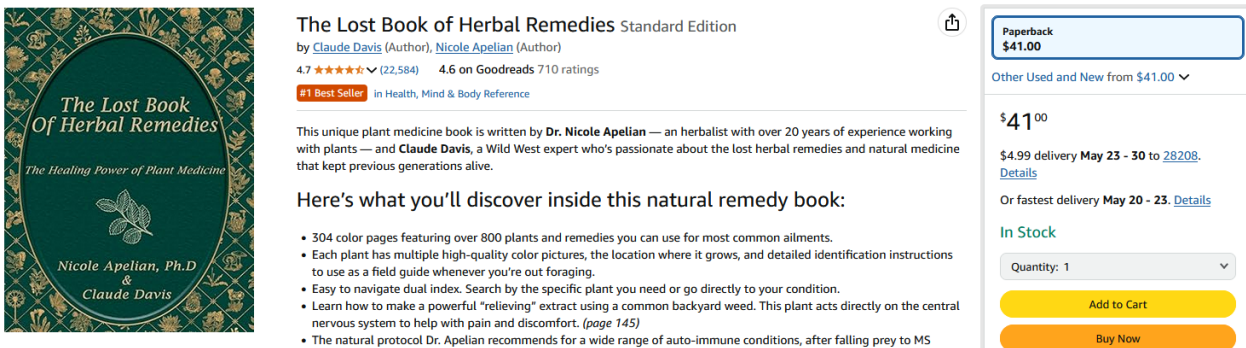 The Lost Book
Of Herbal Remedies
The Healing Power of Plant Medicine
Nicole Apelian, Ph.D
&
Claude Davis
The Lost Book of Herbal Remedies Standard Edition
by Claude Davis (Author), Nicole Apelian (Author)
4.7 (22,584) 4.6 on Goodreads 710 ratings
#1 Best Seller in Health, Mind & Body Reference
This unique plant medicine book is written by Dr. Nicole Apelian — an herbalist with over 20 years of experience working
with plants — and Claude Davis, a Wild West expert who's passionate about the lost herbal remedies and natural medicine
that kept previous generations alive.
Here's what you'll discover inside this natural remedy book:
• 304 color pages featuring over 800 plants and remedies you can use for most common ailments.
• Each plant has multiple high-quality color pictures, the location where it grows, and detailed identification instructions
to use as a field guide whenever you're out foraging.
• Easy to navigate dual index. Search by the specific plant you need or go directly to your condition.
• Learn how to make a powerful "relieving" extract using a common backyard weed. This plant acts directly on the central
nervous system to help with pain and discomfort. (page 145)
• The natural protocol Dr. Apelian recommends for a wide range of auto-immune conditions, after falling prey to MS
Paperback
$41.00
Other Used and New from $41.00
$41.00
$4.99 delivery May 23 - 30 to 28208.
Details
Or fastest delivery May 20 - 23. Details
In Stock
Quantity: 1
Add to Cart
Buy Now